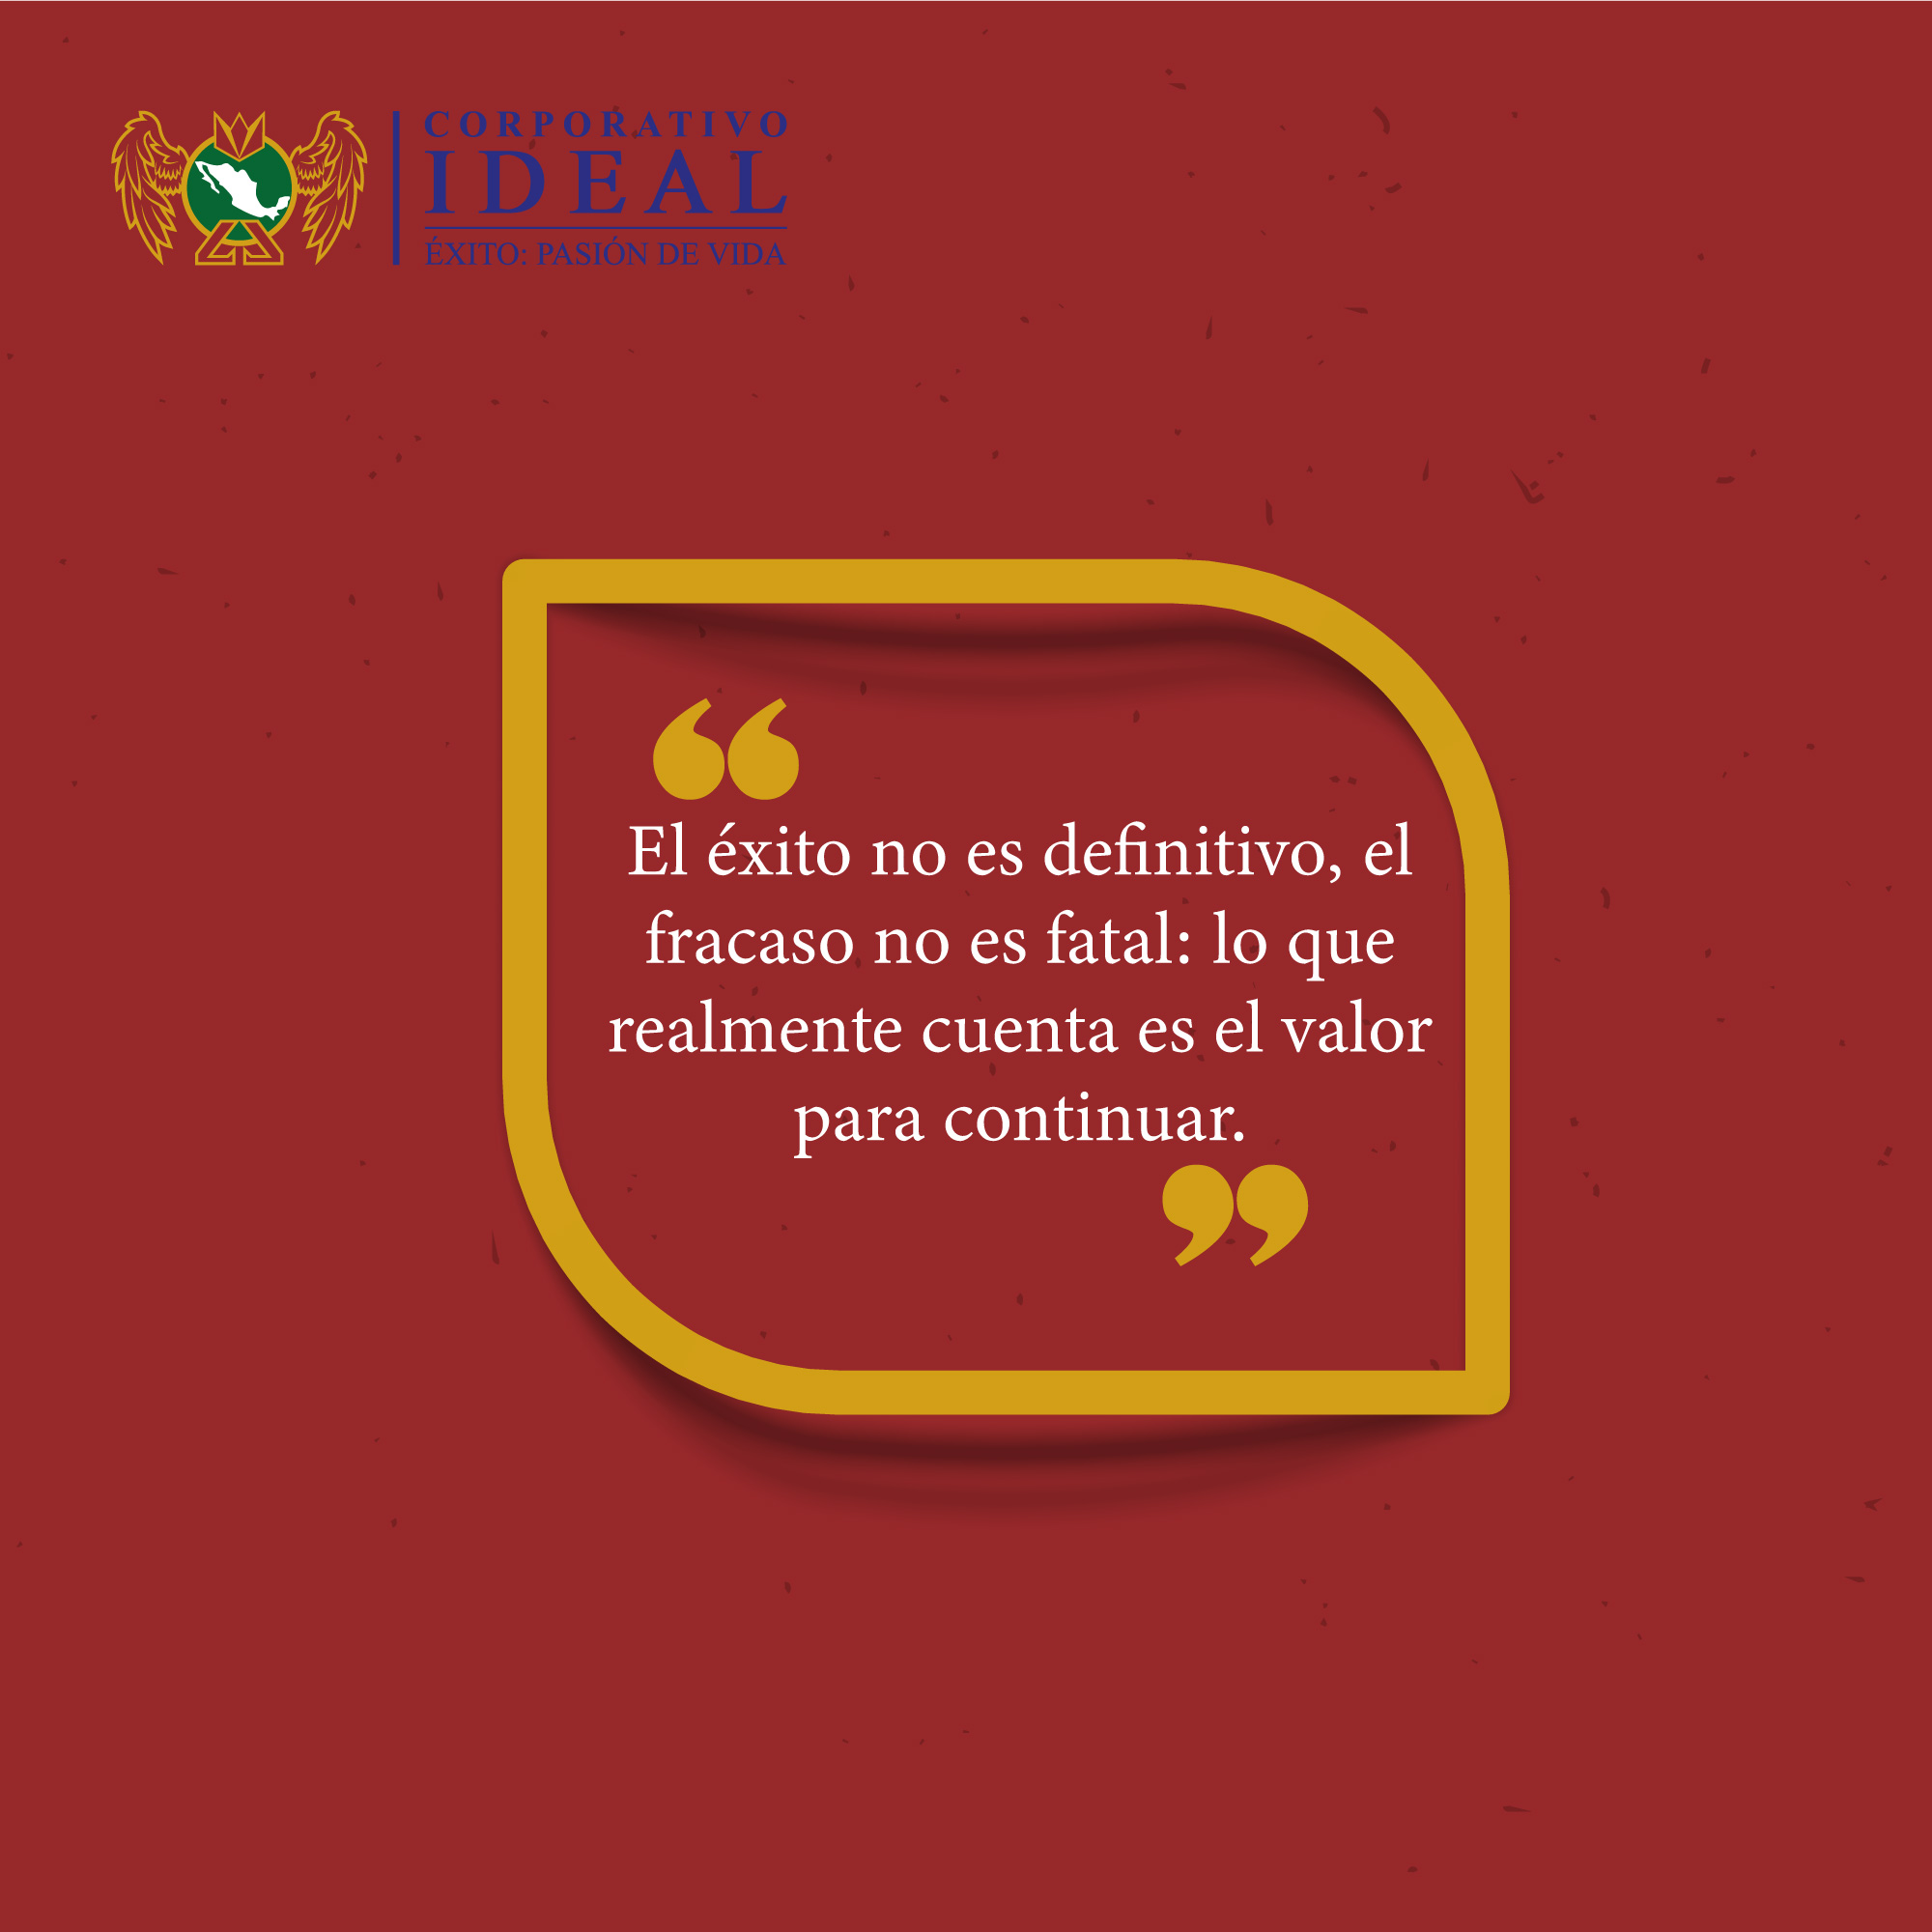 CORPORATIVO
IDEAL
ÉXITO: PASIÓN DE VIDA
“
El éxito no es definitivo, el
fracaso no es fatal: lo que
realmente cuenta es el valor
para continuar.
”